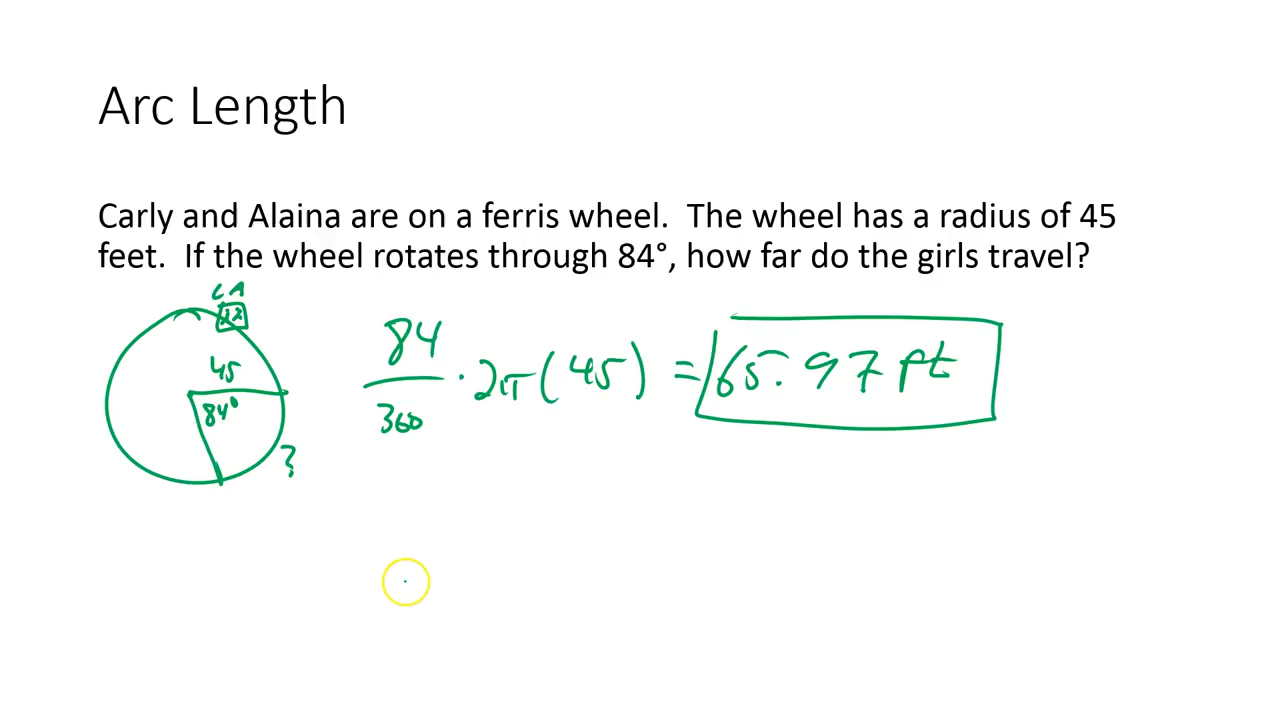 Arc Length
Carly and Alaina are on a ferris wheel. The wheel has a radius of 45
feet. If the wheel rotates through 84°, how far do the girls travel?
C A
45
84°
?
84
360
· 2π(45) = 65.97 ft